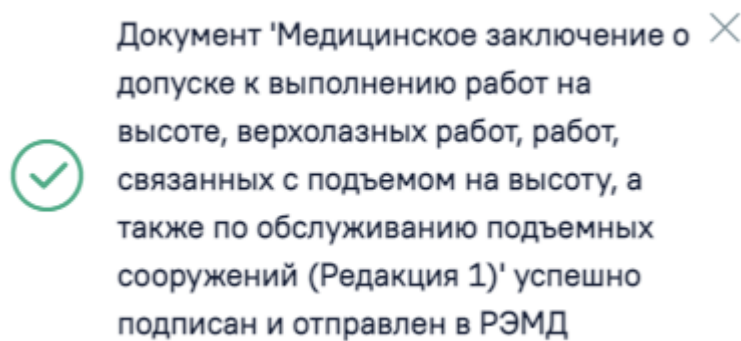 Документ 'Медицинское заключение о
допуске к выполнению работ на
высоте, верхолазных работ, работ,
связанных с подъемом на высоту, а
также по обслуживанию подъемных
сооружений (Редакция 1)' успешно
подписан и отправлен в РЭМД